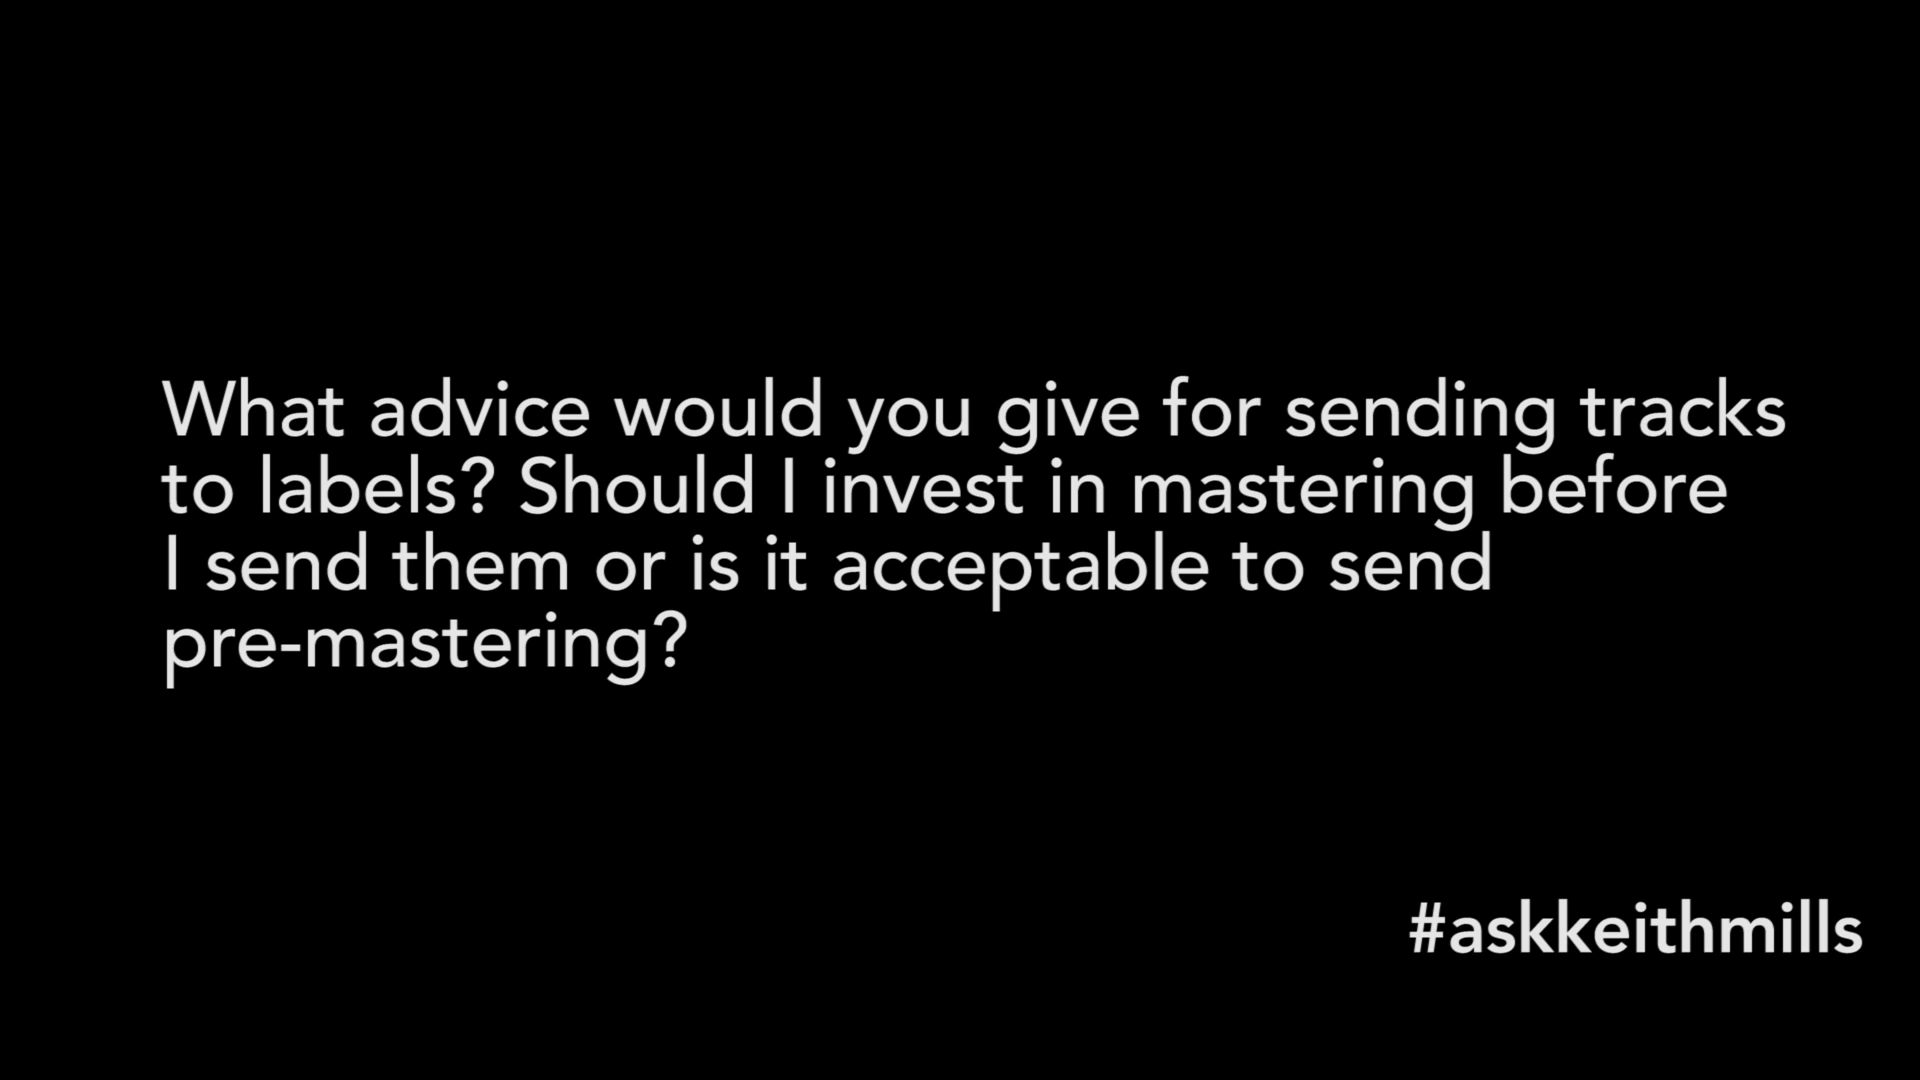 What advice would you give for sending tracks
to labels? Should I invest in mastering before
I send them or is it acceptable to send
pre-mastering?
#askkeithmills